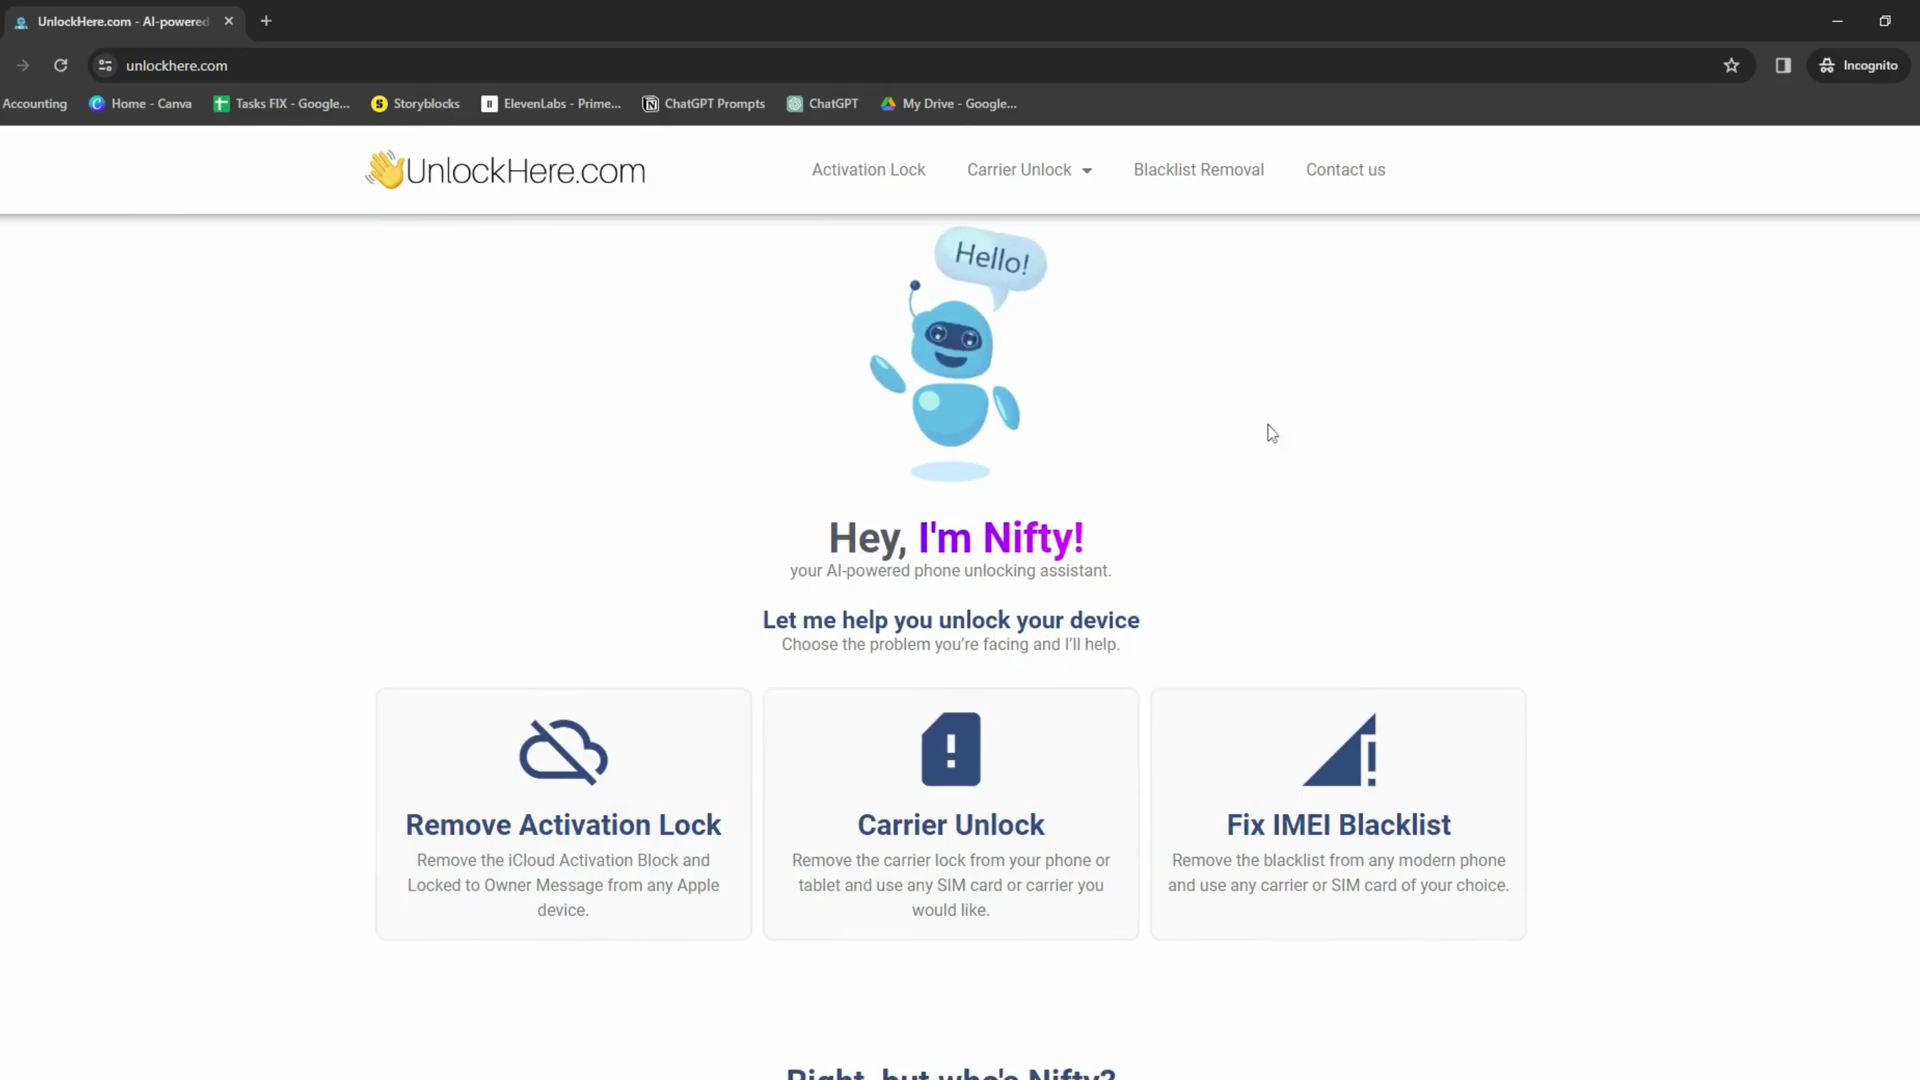 UnlockHere.com - AI-powered
unlockhere.com
Incognito
Accounting
Home - Canva
Tasks FIX - Google...
Storyblocks
ElevenLabs - Prime...
ChatGPT Prompts
ChatGPT
My Drive - Google...
UnlockHere.com
Activation Lock
Carrier Unlock
Blacklist Removal
Contact us
Hello!
Hey, I'm Nifty!
your AI-powered phone unlocking assistant.
Let me help you unlock your device
Choose the problem you're facing and I'll help.
Remove Activation Lock
Remove the iCloud Activation Block and
Locked to Owner Message from any Apple
device.
Carrier Unlock
Remove the carrier lock from your phone or
tablet and use any SIM card or carrier you
would like.
Fix IMEI Blacklist
Remove the blacklist from any modern phone
and use any carrier or SIM card of your choice.
Right, but who's Nifty?